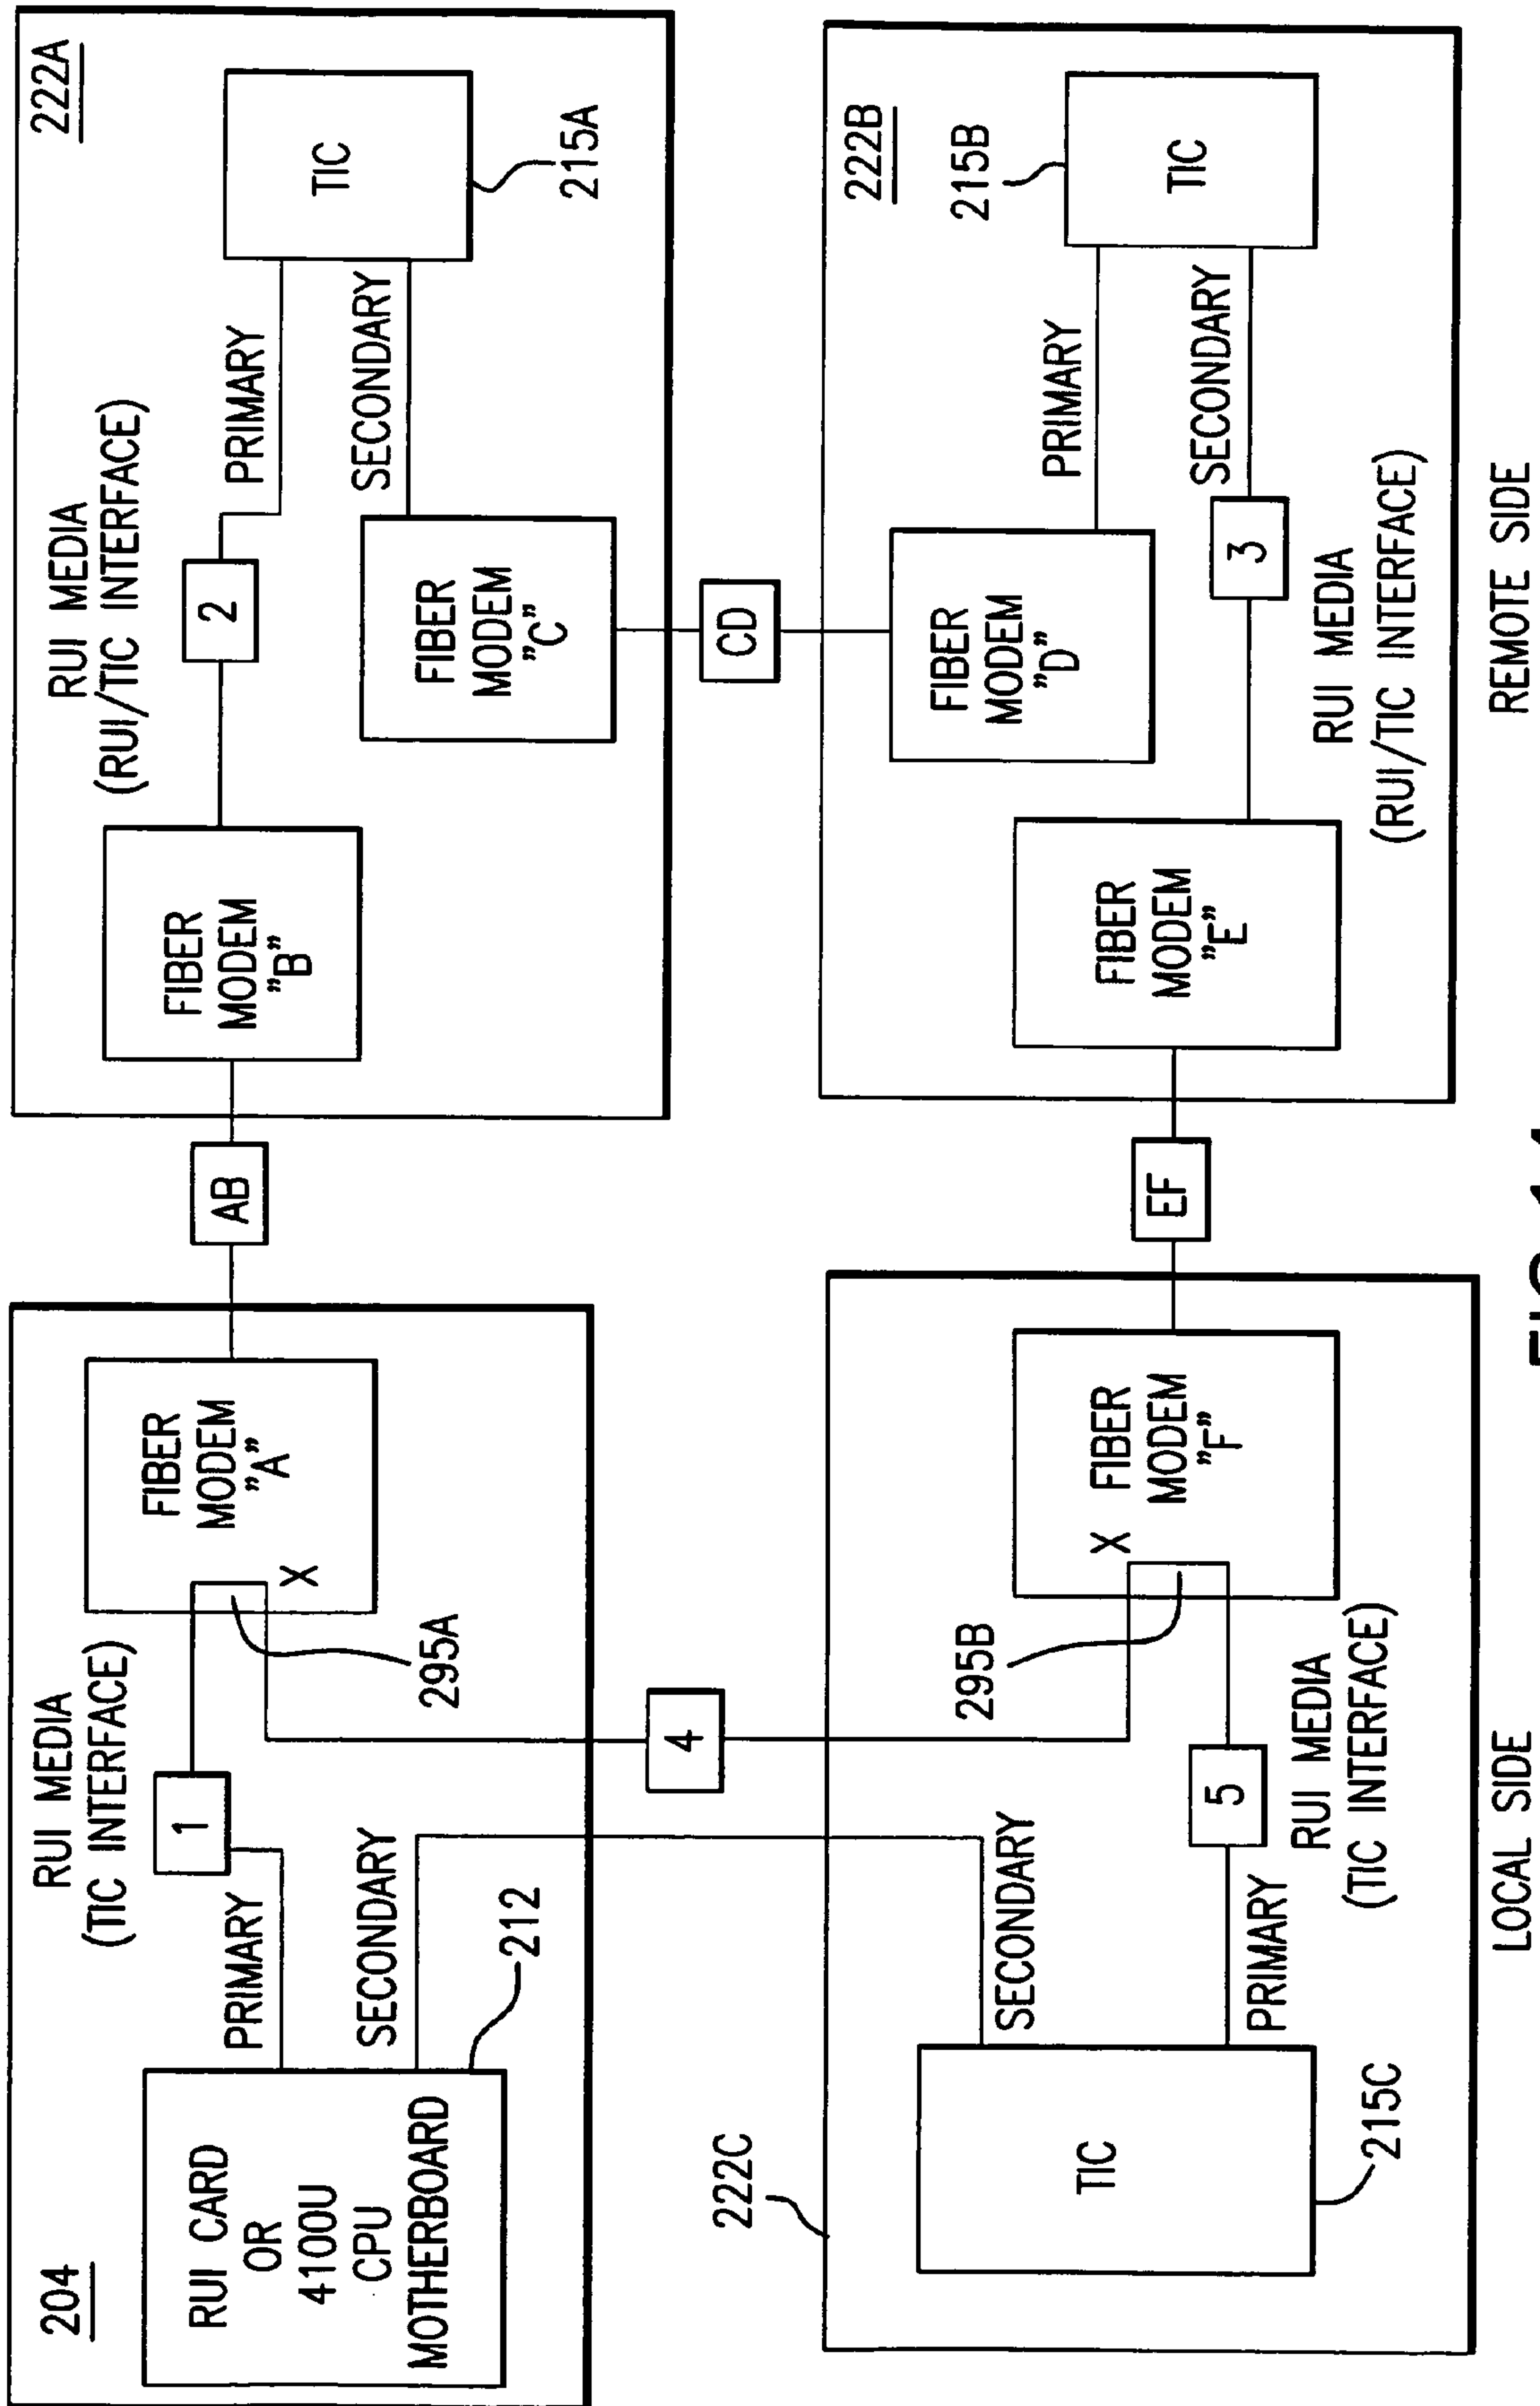 204
RUI CARD
OR
4100U
CPU
MOTHERBOARD
212
PRIMARY
SECONDARY
RUI MEDIA
(TIC INTERFACE)
1
FIBER
MODEM
"A"
X
295A
AB
222A
FIBER
MODEM
"B"
RUI MEDIA
(RUI/TIC INTERFACE)
2
PRIMARY
SECONDARY
FIBER
MODEM
"C"
TIC
215A
4
CD
222C
TIC
215C
SECONDARY
PRIMARY
5
RUI MEDIA
(TIC INTERFACE)
295B
X
FIBER
MODEM
"F"
EF
222B
FIBER
MODEM
"E"
FIBER
MODEM
"D"
PRIMARY
SECONDARY
3
RUI MEDIA
(RUI/TIC INTERFACE)
215B
TIC
LOCAL SIDE
REMOTE SIDE